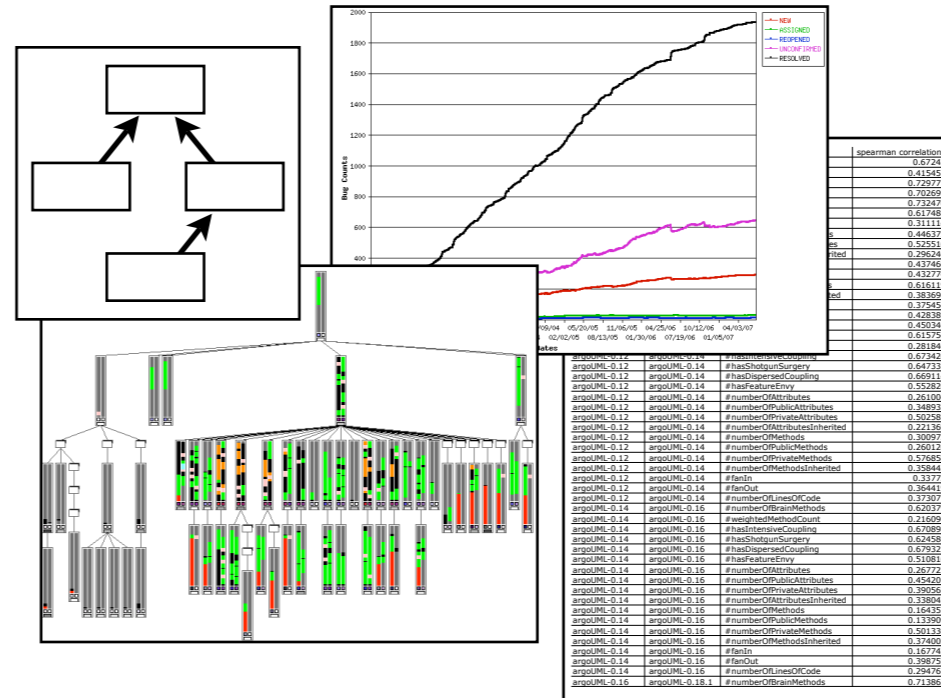 2000
1800
1600
1400
1200
1000
800
600
400
Bug Counts
NEW
ASSIGNED
REOPENED
UNCONFIRMED
RESOLVED
05/20/05 11/06/05 04/25/06 10/12/06 04/03/07
02/02/05 08/13/05 01/30/06 07/19/06 01/05/07
spearman correlation
0.6724
0.41545
0.72977
0.70269
0.73247
0.61748
0.31111
0.44637
0.52551
0.29624
0.43746
0.43277
0.61611
0.38369
0.37545
0.42838
0.45034
0.61575
0.28184
argoUML-0.12 argoUML-0.14 #hasIntensiveCoupling 0.67342
argoUML-0.12 argoUML-0.14 #hasShotgunSurgery 0.64733
argoUML-0.12 argoUML-0.14 #hasDispersedCoupling 0.66911
argoUML-0.12 argoUML-0.14 #hasFeatureEnvy 0.55282
argoUML-0.12 argoUML-0.14 #numberOfAttributes 0.26100
argoUML-0.12 argoUML-0.14 #numberOfPublicAttributes 0.34893
argoUML-0.12 argoUML-0.14 #numberOfPrivateAttributes 0.50258
argoUML-0.12 argoUML-0.14 #numberOfAttributesInherited 0.22136
argoUML-0.12 argoUML-0.14 #numberOfMethods 0.30097
argoUML-0.12 argoUML-0.14 #numberOfPublicMethods 0.26012
argoUML-0.12 argoUML-0.14 #numberOfPrivateMethods 0.57685
argoUML-0.12 argoUML-0.14 #numberOfMethodsInherited 0.35844
argoUML-0.12 argoUML-0.14 #fanIn 0.3377
argoUML-0.12 argoUML-0.14 #fanOut 0.36441
argoUML-0.12 argoUML-0.14 #numberOfLinesOfCode 0.37307
argoUML-0.14 argoUML-0.16 #numberOfBrainMethods 0.62037
argoUML-0.14 argoUML-0.16 #weightedMethodCount 0.21609
argoUML-0.14 argoUML-0.16 #hasIntensiveCoupling 0.67089
argoUML-0.14 argoUML-0.16 #hasShotgunSurgery 0.62458
argoUML-0.14 argoUML-0.16 #hasDispersedCoupling 0.67932
argoUML-0.14 argoUML-0.16 #hasFeatureEnvy 0.51081
argoUML-0.14 argoUML-0.16 #numberOfAttributes 0.26772
argoUML-0.14 argoUML-0.16 #numberOfPublicAttributes 0.45420
argoUML-0.14 argoUML-0.16 #numberOfPrivateAttributes 0.39056
argoUML-0.14 argoUML-0.16 #numberOfAttributesInherited 0.33804
argoUML-0.14 argoUML-0.16 #numberOfMethods 0.16435
argoUML-0.14 argoUML-0.16 #numberOfPublicMethods 0.13390
argoUML-0.14 argoUML-0.16 #numberOfPrivateMethods 0.50133
argoUML-0.14 argoUML-0.16 #numberOfMethodsInherited 0.37400
argoUML-0.14 argoUML-0.16 #fanIn 0.16774
argoUML-0.14 argoUML-0.16 #fanOut 0.39875
argoUML-0.14 argoUML-0.16 #numberOfLinesOfCode 0.29476
argoUML-0.16 argoUML-0.18.1 #numberOfBrainMethods 0.71386